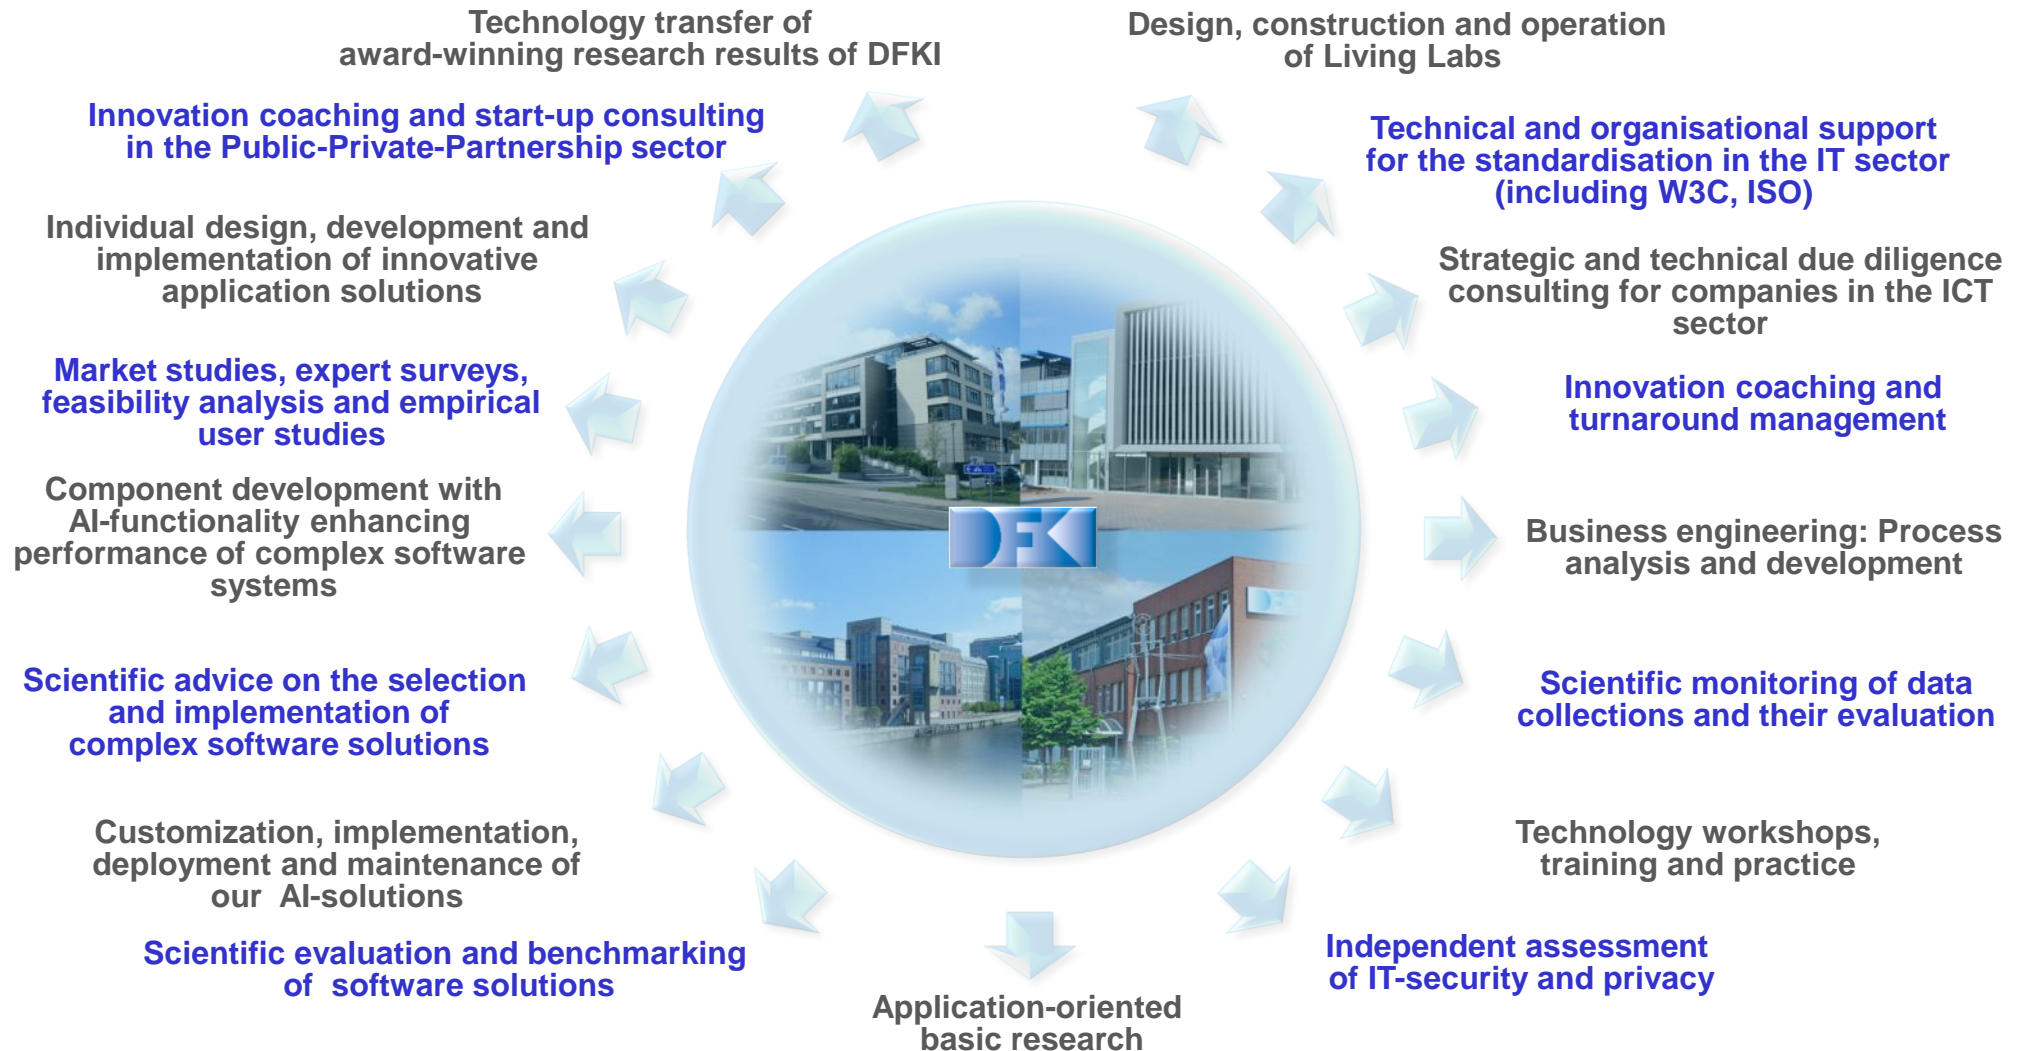 Technology transfer of
award-winning research results of DFKI
Design, construction and operation
of Living Labs
Innovation coaching and start-up consulting
in the Public-Private-Partnership sector
Technical and organisational support
for the standardisation in the IT sector
(including W3C, ISO)
Individual design, development and
implementation of innovative
application solutions
Strategic and technical due diligence
consulting for companies in the ICT
sector
Market studies, expert surveys,
feasibility analysis and empirical
user studies
Innovation coaching and
turnaround management
Component development with
AI-functionality enhancing
performance of complex software
systems
DFK
Business engineering: Process
analysis and development
Scientific advice on the selection
and implementation of
complex software solutions
Scientific monitoring of data
collections and their evaluation
Customization, implementation,
deployment and maintenance of
our  AI-solutions
Technology workshops,
training and practice
Scientific evaluation and benchmarking
of  software solutions
Independent assessment
of IT-security and privacy
Application-oriented
basic research